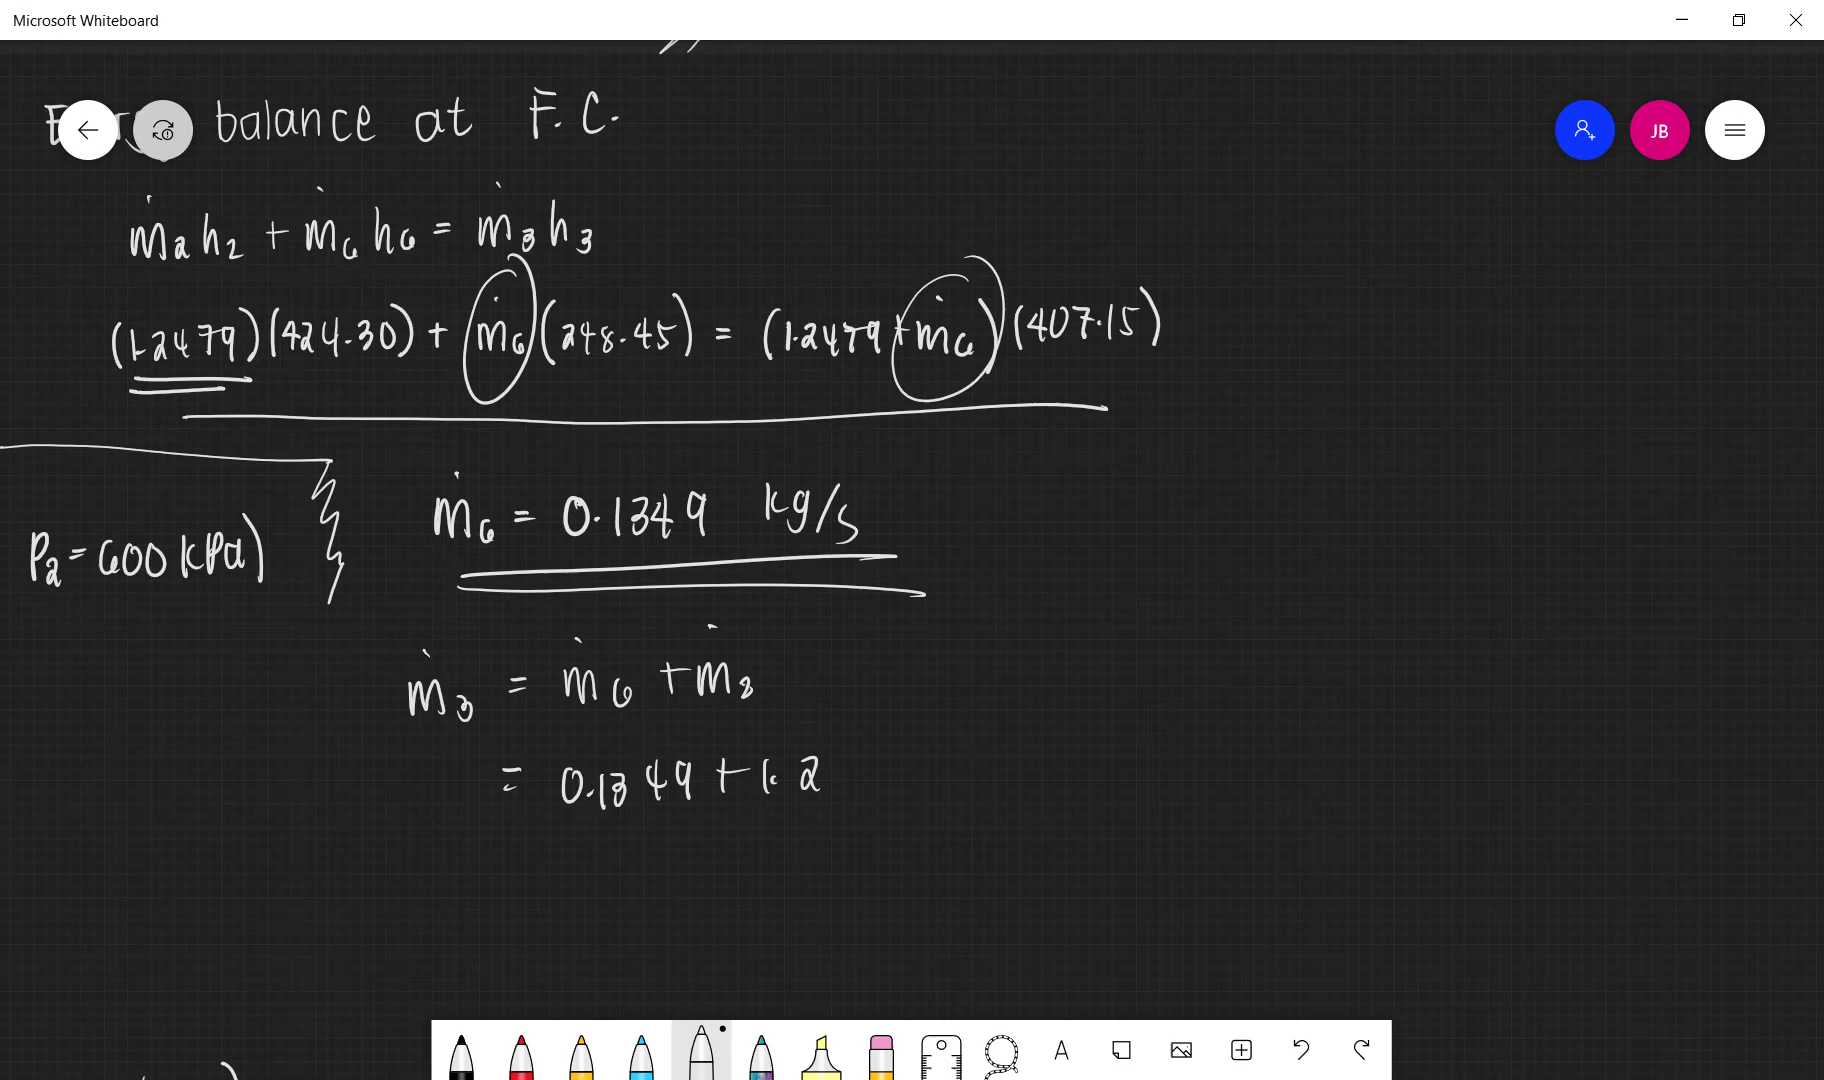 Microsoft Whiteboard
balance at F.C.
JB
ṁ2 h2 + ṁ6 h6 = ṁ3 h3
(1.2479)(424.30) + ṁ6 (248.45) = (1.2479 + ṁ6)(407.15)
ṁ6 = 0.1349 kg/s
P2 = 600 kPa)
ṁ3 = ṁ6 + ṁ2
= 0.1349 + 1.2
A